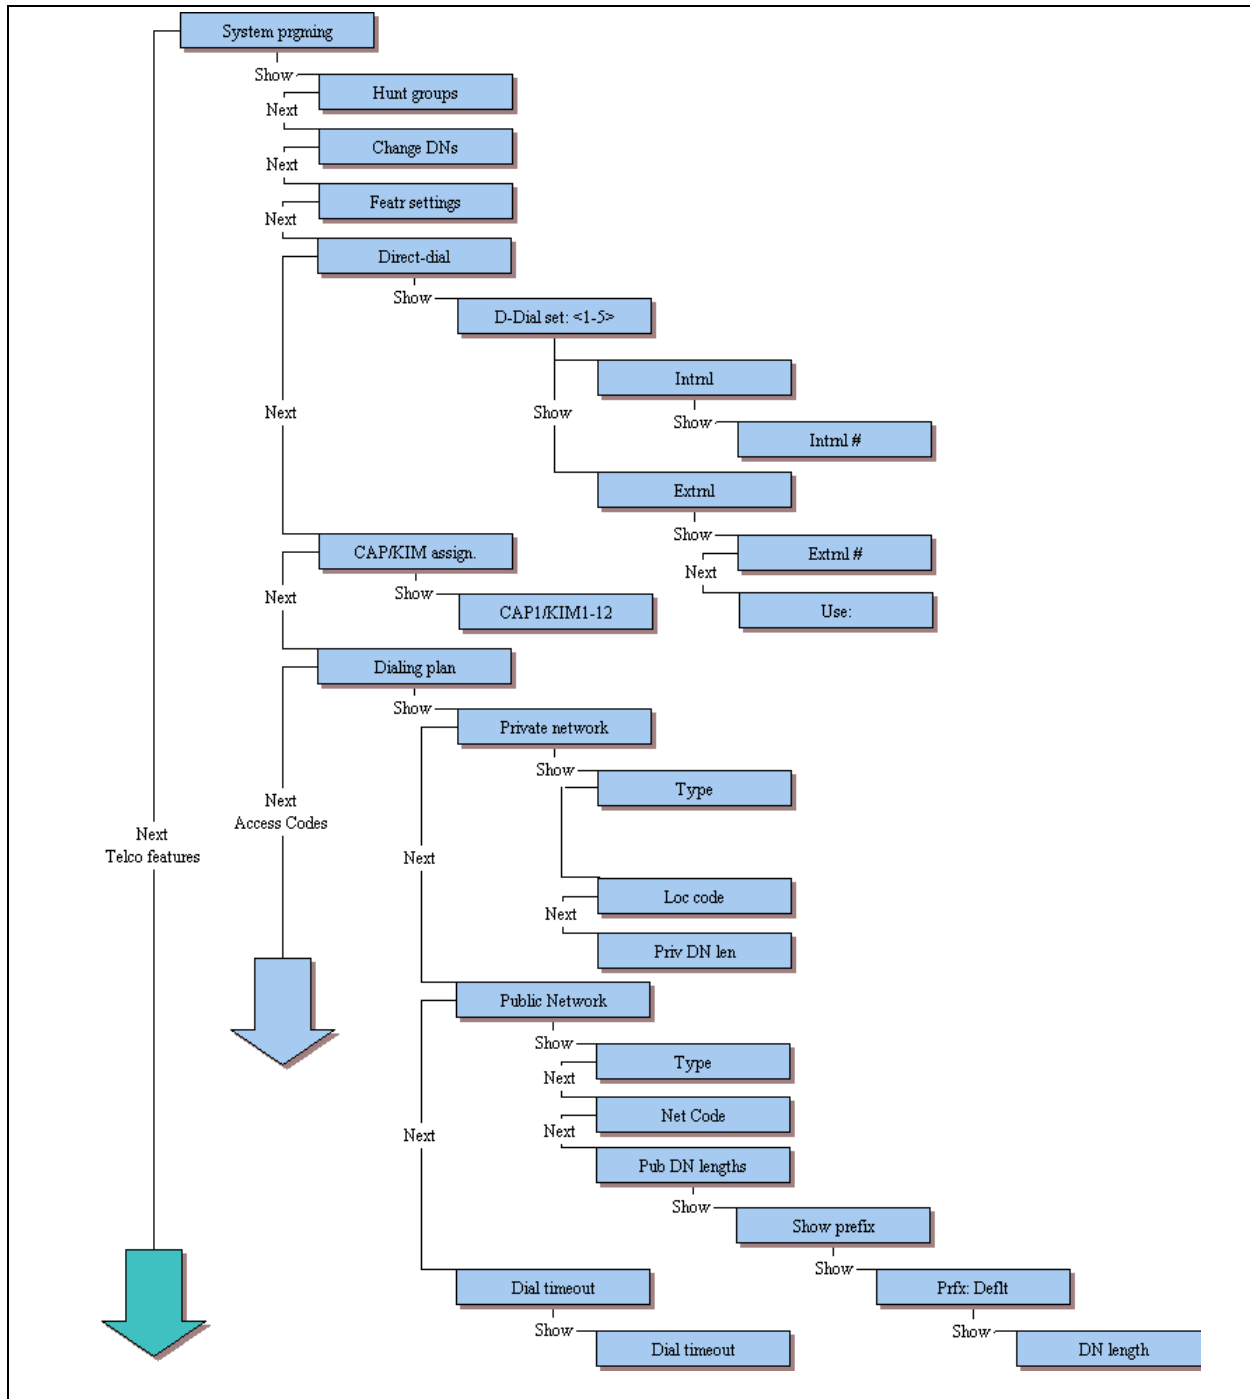 System prgming
Show
Hunt groups
Next
Change DNs
Next
Featr settings
Next
Direct-dial
Show
D-Dial set: <1-5>
Intrnl
Next
Show
Show
Intrnl #
Extrnl
Show
CAP/KIM assign.
Extrnl #
Next
Next
Show
CAP1/KIM1-12
Use:
Dialing plan
Show
Private network
Show
Type
Next
Access Codes
Next
Telco features
Next
Loc code
Next
Priv DN len
Public Network
Show
Type
Next
Net Code
Next
Next
Pub DN lengths
Show
Show prefix
Show
Dial timeout
Prfx: Deflt
Show
Show
Dial timeout
DN length